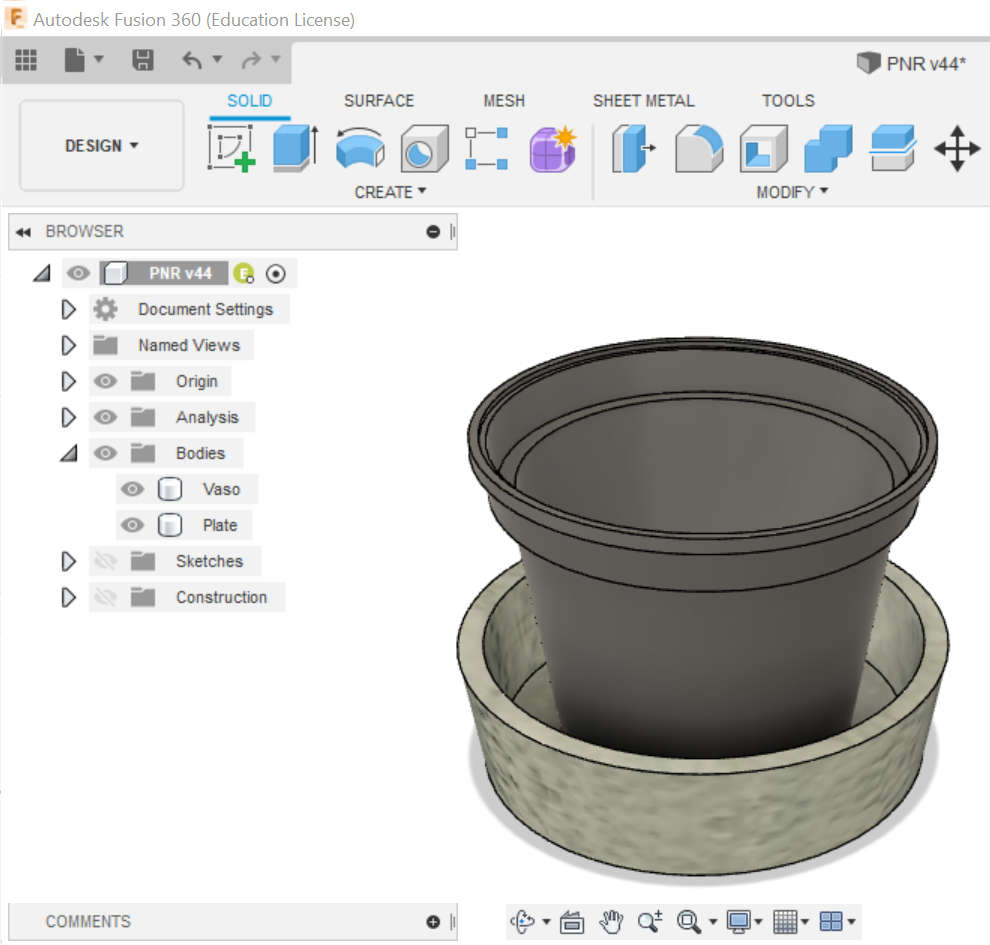 Autodesk Fusion 360 (Education License)
PNR v44*
SOLID SURFACE MESH SHEET METAL TOOLS
DESIGN
CREATE MODIFY
BROWSER
PNR v44
Document Settings
Named Views
Origin
Analysis
Bodies
Vaso
Plate
Sketches
Construction
COMMENTS